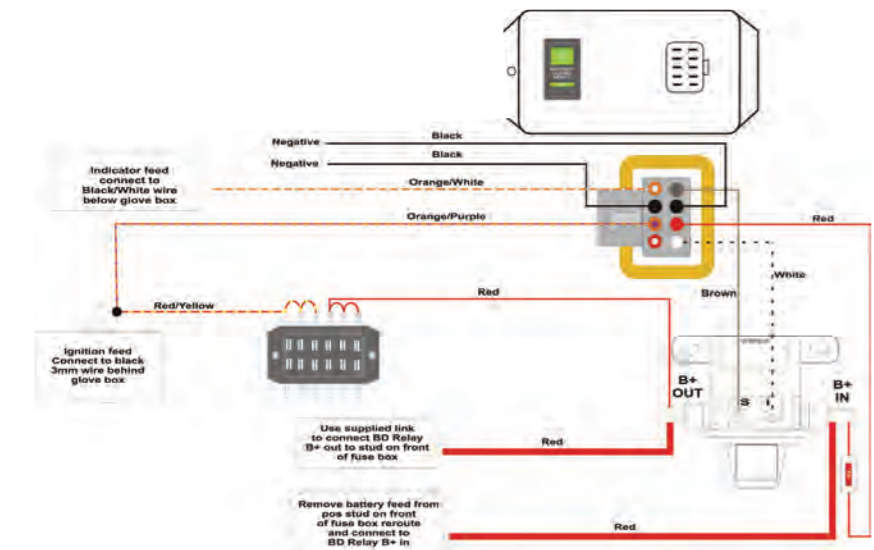 Black
Negative
Black
Negative
Indicator feed
connect to
Black/White wire
below glove box
Orange/White
Orange/Purple
Red
White
Brown
Red/Yellow
Red
Ignition feed
Connect to black
3mm wire behind
glove box
B+
OUT
S
B+
IN
Use supplied link
to connect BD Relay
B+ out to stud on front
of fuse box
Red
Remove battery feed from
pos stud on front
of fuse box reroute
and connect to
BD Relay B+ in
Red